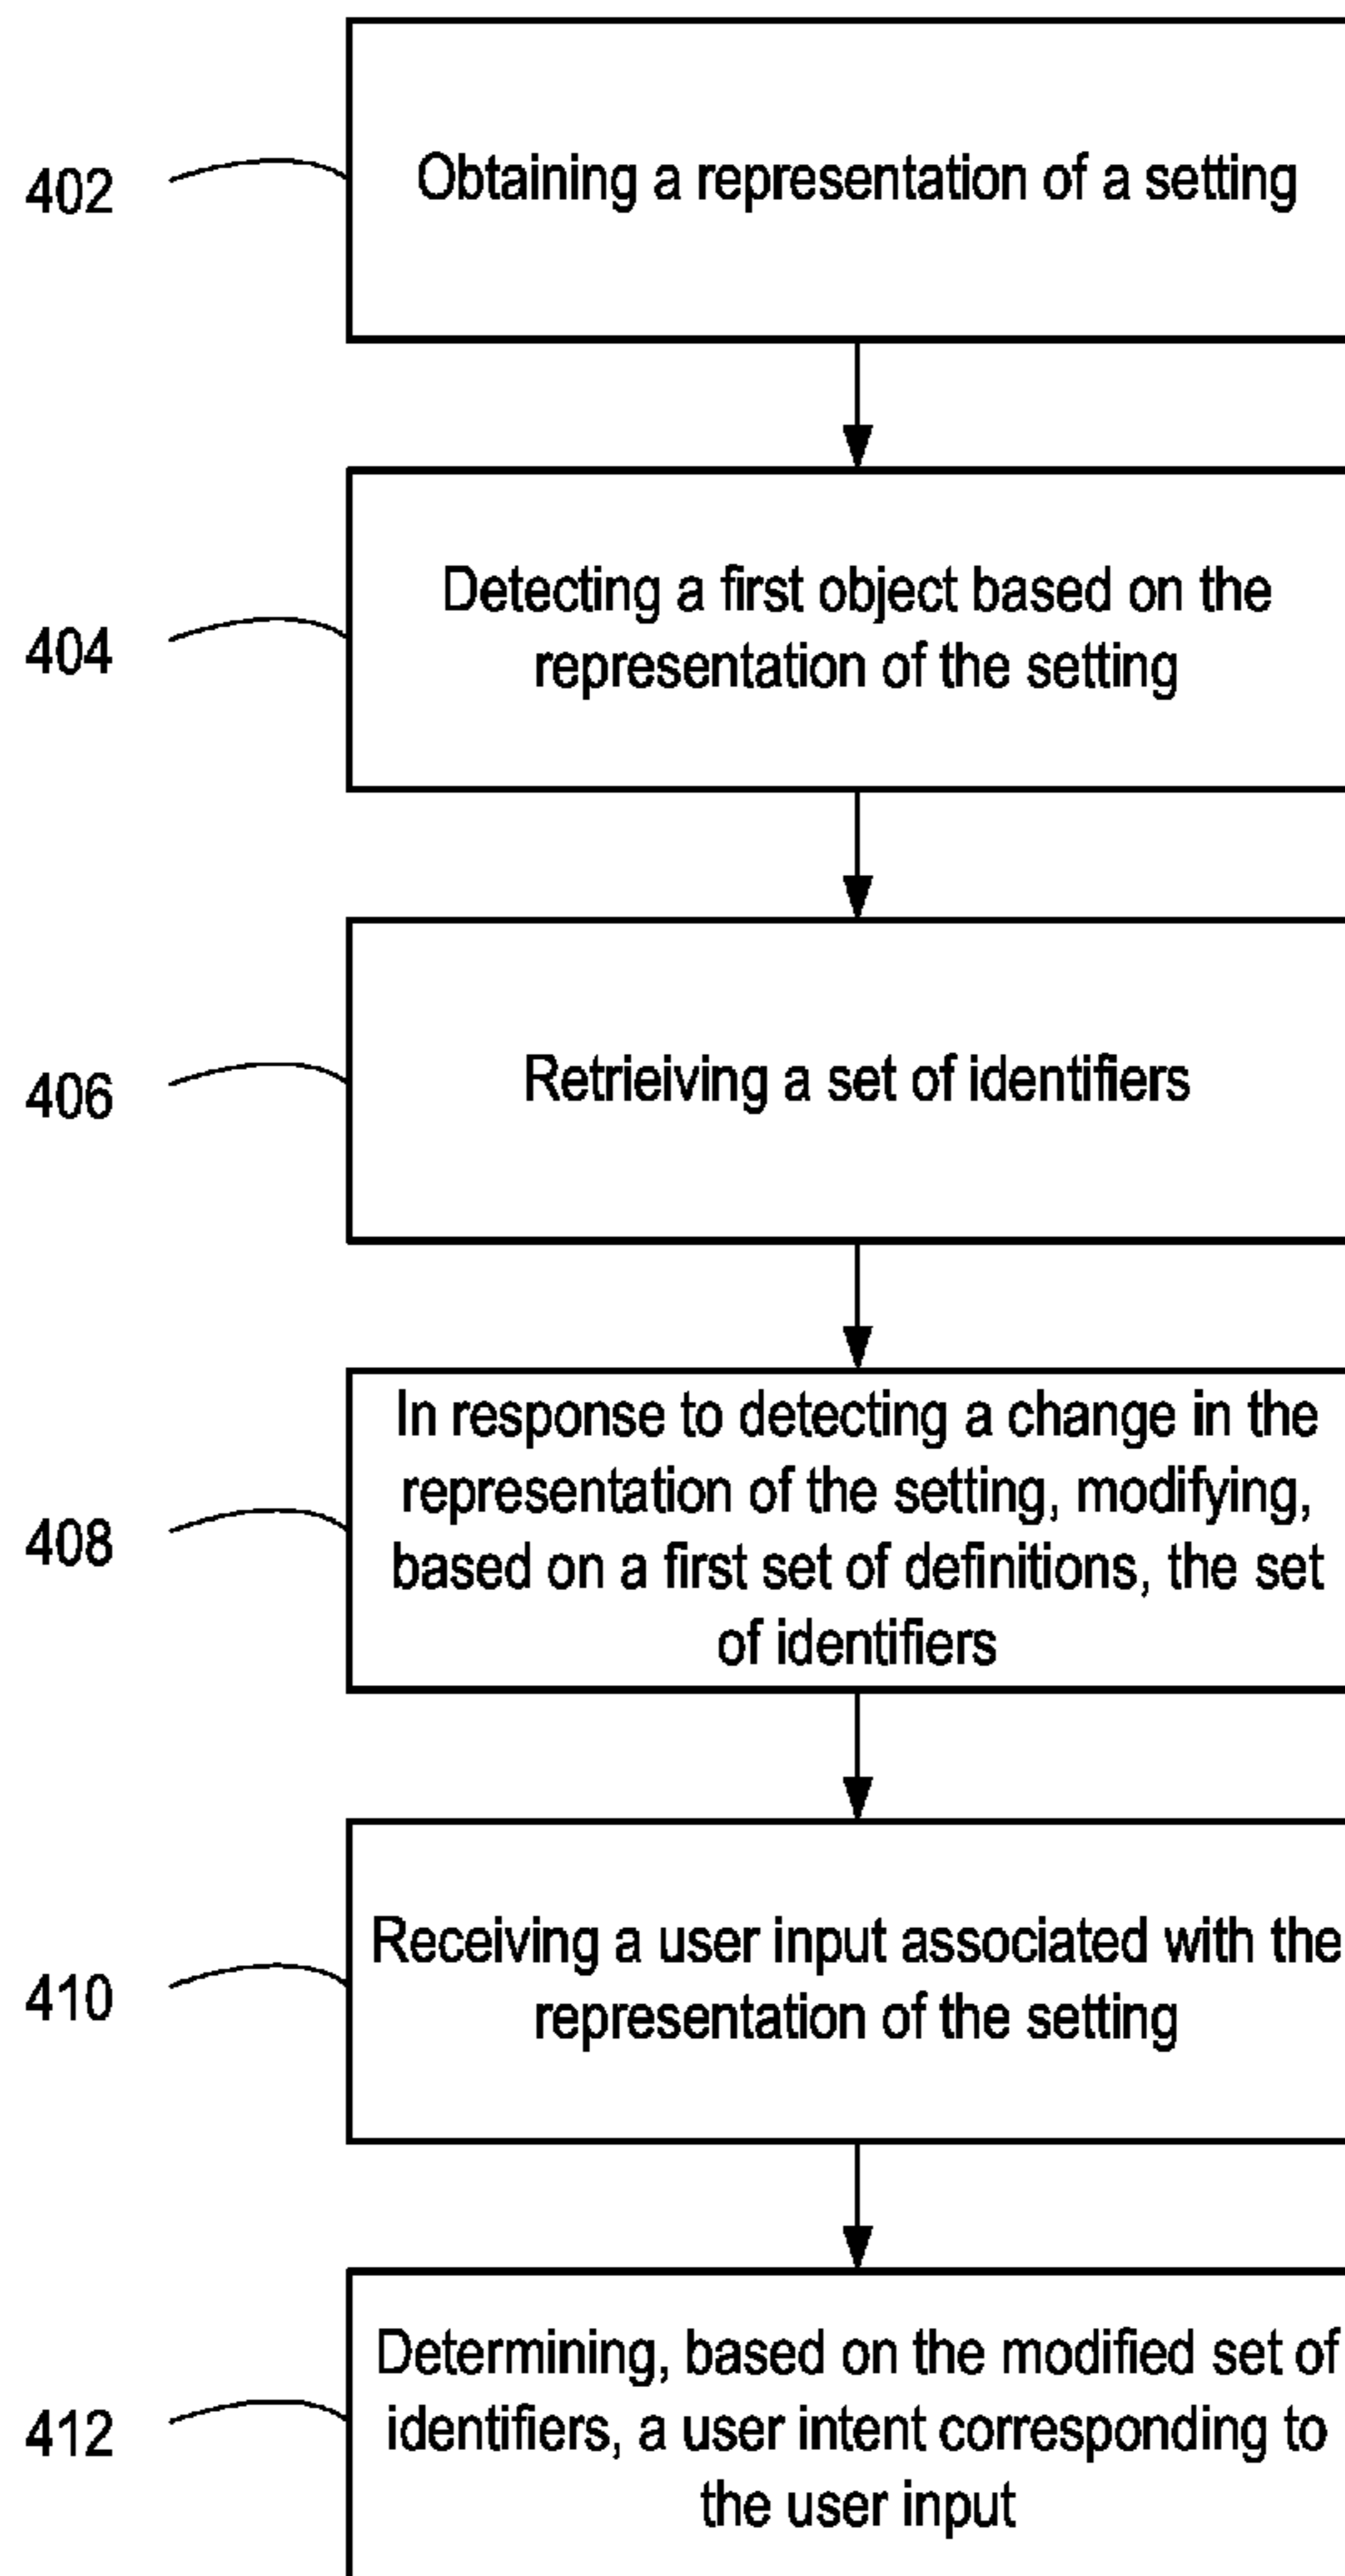 402
Obtaining a representation of a setting
404
Detecting a first object based on the
representation of the setting
406
Retrieiving a set of identifiers
408
In response to detecting a change in the
representation of the setting, modifying,
based on a first set of definitions, the set
of identifiers
410
Receiving a user input associated with the
representation of the setting
412
Determining, based on the modified set of
identifiers, a user intent corresponding to
the user input